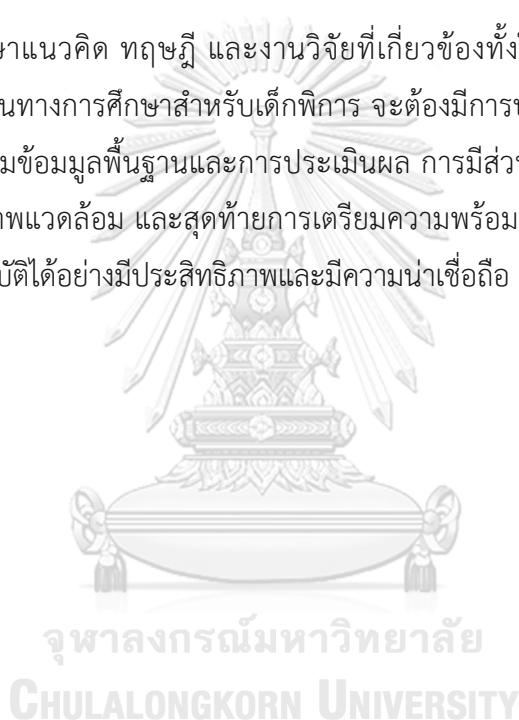 ษาแนวคิด ทฤษฎี และงานวิจัยที่เกี่ยวข้องทั้งใ
นทางการศึกษาสำหรับเด็กพิการ จะต้องมีการป
มข้อมมูลพื้นฐานและการประเมินผล การมีส่วน
าพแวดล้อม และสุดท้ายการเตรียมความพร้อม
บัติได้อย่างมีประสิทธิภาพและมีความน่าเชื่อถือ
จุฬาลงกรณ์มหาวิทยาลัย
CHULALONGKORN UNIVERSITY